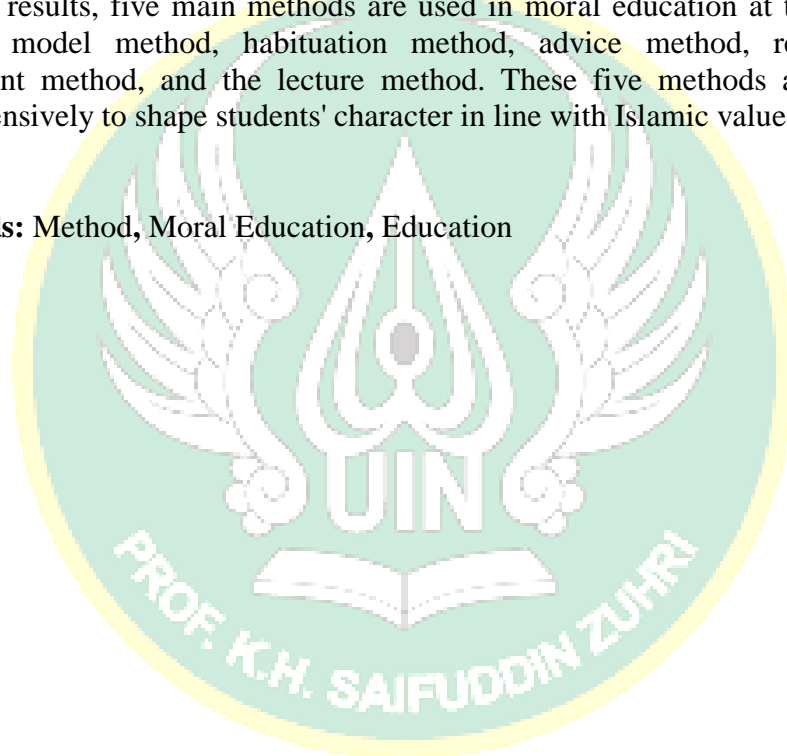 results, five main methods are used in moral education at t
model method, habituation method, advice method, re
nt method, and the lecture method. These five methods a
ensively to shape students' character in line with Islamic value
s: Method, Moral Education, Education
UIN
PROF. K.H. SAIFUDDIN ZUHRI